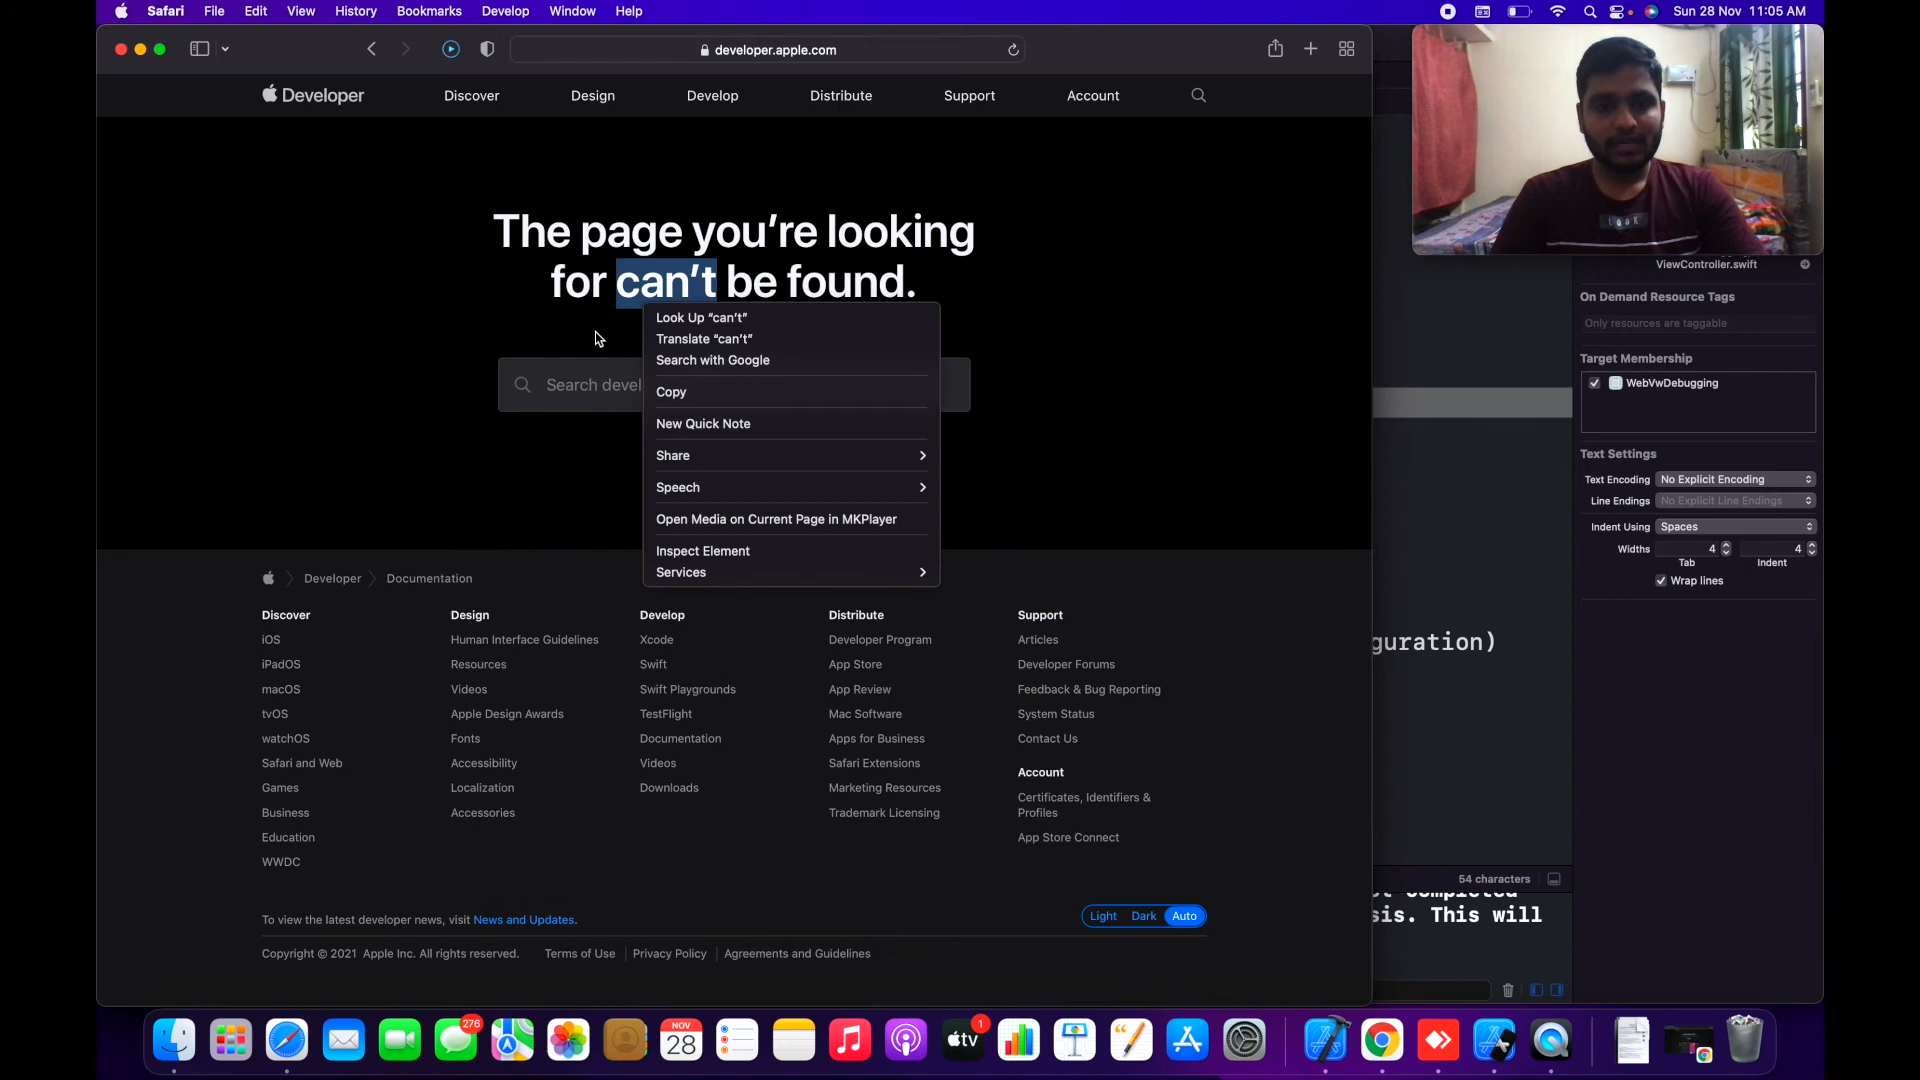 Safari File Edit View History Bookmarks Develop Window Help
Sun 28 Nov 11:05 AM
developer.apple.com
Developer Discover Design Develop Distribute Support Account
The page you're looking
for can't be found.
Look Up “can't”
Translate “can't”
Search with Google
Search devel
Copy
New Quick Note
Share
Speech
Open Media on Current Page in MKPlayer
Inspect Element
Services
Developer Documentation
Discover
iOS
iPadOS
macOS
tvOS
watchOS
Safari and Web
Games
Business
Education
WWDC
Design
Human Interface Guidelines
Resources
Videos
Apple Design Awards
Fonts
Accessibility
Localization
Accessories
Develop
Xcode
Swift
Swift Playgrounds
TestFlight
Documentation
Videos
Downloads
Distribute
Developer Program
App Store
App Review
Mac Software
Apps for Business
Safari Extensions
Marketing Resources
Trademark Licensing
Support
Articles
Developer Forums
Feedback & Bug Reporting
System Status
Contact Us
Account
Certificates, Identifiers &
Profiles
App Store Connect
To view the latest developer news, visit News and Updates.
Light Dark Auto
Copyright © 2021 Apple Inc. All rights reserved. Terms of Use Privacy Policy Agreements and Guidelines
LOOK
ViewController.swift
On Demand Resource Tags
Only resources are taggable
Target Membership
WebVwDebugging
Text Settings
Text Encoding No Explicit Encoding
Line Endings No Explicit Line Endings
Indent Using Spaces
Widths 4 4
Tab Indent
Wrap lines
guration)
54 characters
completed
sis. This will
276
NOV
28
tv
1